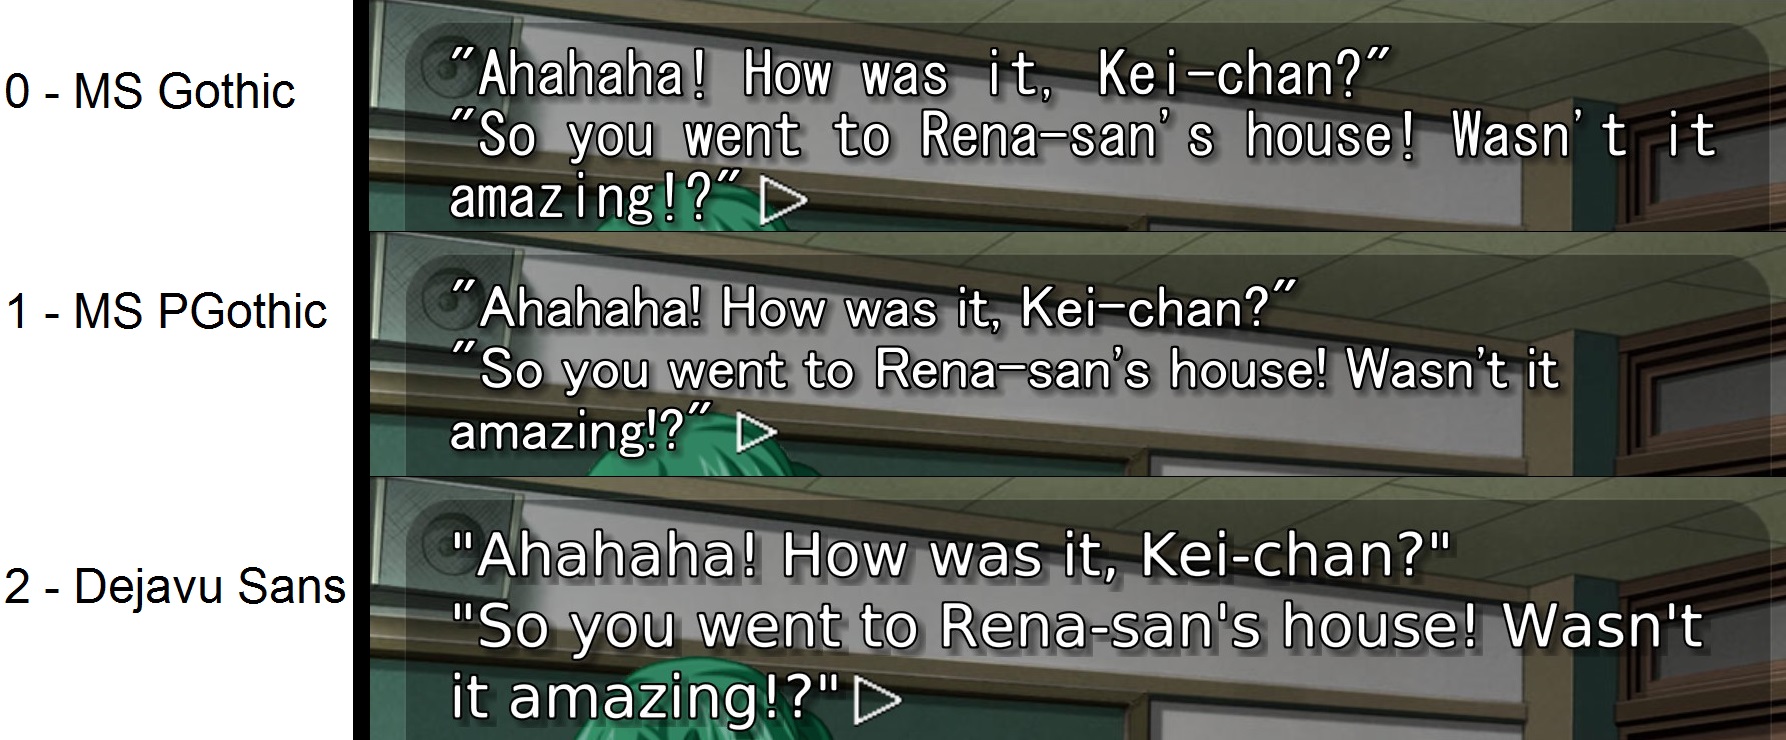 0 - MS Gothic
"Ahahaha! How was it, Kei-chan?"
"So you went to Rena-san's house! Wasn't it
amazing!?"
1 - MS PGothic
"Ahahaha! How was it, Kei-chan?"
"So you went to Rena-san's house! Wasn't it
amazing!?"
2 - Dejavu Sans
"Ahahaha! How was it, Kei-chan?"
"So you went to Rena-san's house! Wasn't
it amazing!?"